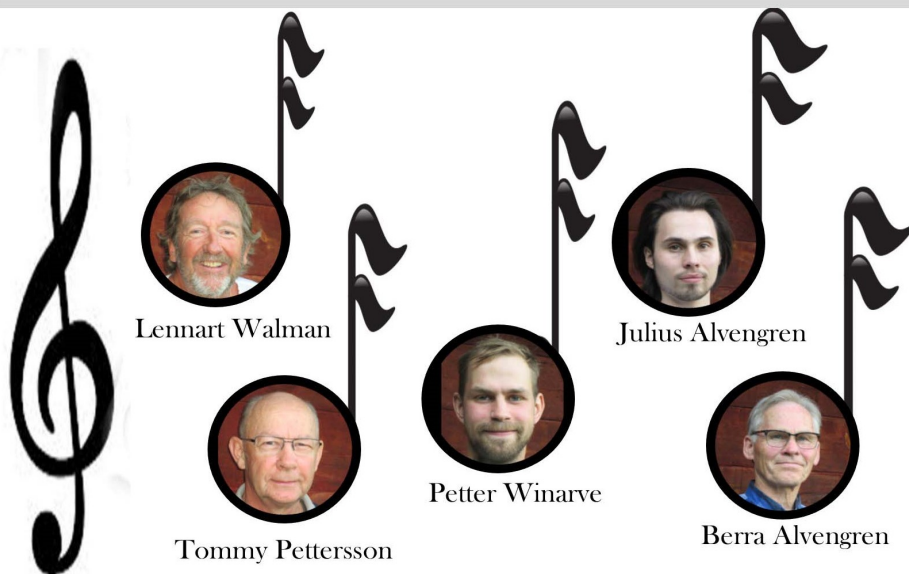 Lennart Walman
Julius Alvengren
Petter Winarve
Tommy Pettersson
Berra Alvengren